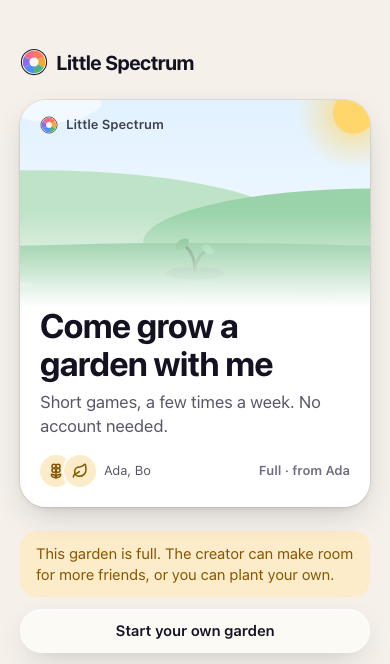 Little Spectrum
Little Spectrum
Come grow a
garden with me
Short games, a few times a week. No
account needed.
Ada, Bo
Full · from Ada
This garden is full. The creator can make room
for more friends, or you can plant your own.
Start your own garden